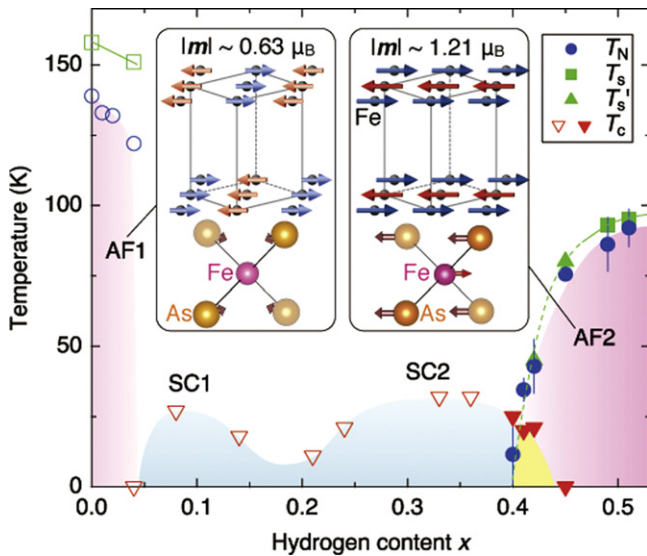 |m| ~ 0.63 μB
|m| ~ 1.21 μB
TN
Ts
Ts'
Tc
Fe
AF1
Fe
As
Fe
As
AF2
SC1
SC2
150
100
50
0
Temperature (K)
0.0 0.1 0.2 0.3 0.4 0.5
Hydrogen content x